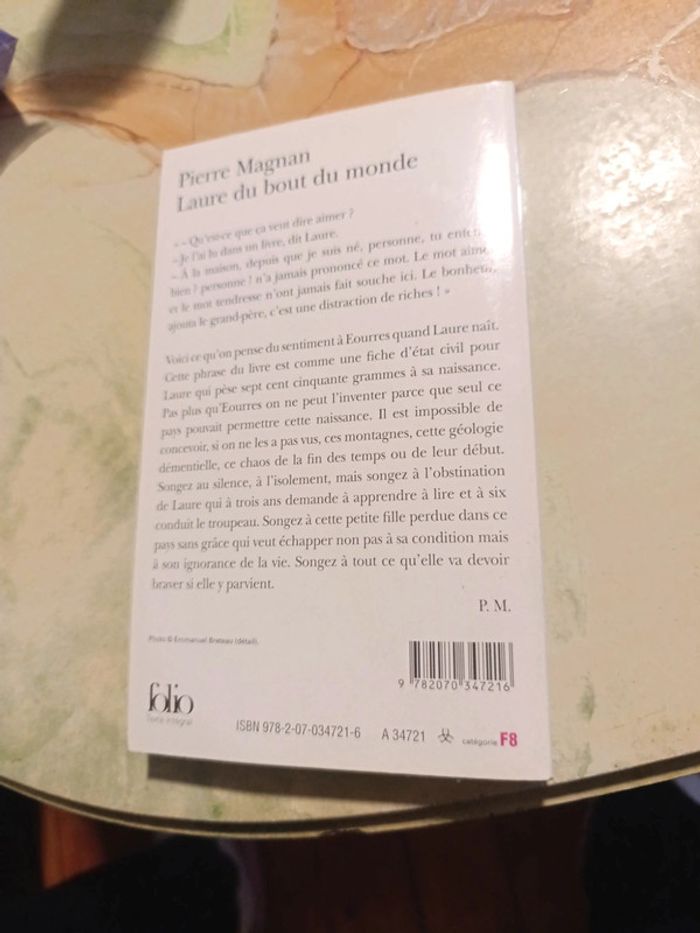 Pierre Magnan
Laure du bout du monde
« – Qu'est-ce que ça veut dire aimer ?
– Je l'ai lu dans un livre, dit Laure.
– À la maison, depuis que je suis né, personne, tu
bien ? personne ! n'a jamais prononcé ce mot. Le mot
et le mot tendresse n'ont jamais fait souche ici. Le bonheur,
ajouta le grand-père, c'est une distraction de riches ! »
Voici ce qu'on pense du sentiment à Eourres quand Laure naît.
Cette phrase du livre est comme une fiche d'état civil pour
Laure qui pèse sept cent cinquante grammes à sa naissance.
Pas plus qu'Eourres on ne peut l'inventer parce que seul ce
pays pouvait permettre cette naissance. Il est impossible de
concevoir, si on ne les a pas vus, ces montagnes, cette géologie
démentielle, ce chaos de la fin des temps ou de leur début.
Songez au silence, à l'isolement, mais songez à l'obstination
de Laure qui à trois ans demande à apprendre à lire et à six
conduit le troupeau. Songez à cette petite fille perdue dans ce
pays sans grâce qui veut échapper non pas à sa condition mais
à son ignorance de la vie. Songez à tout ce qu'elle va devoir
braver si elle y parvient.
P. M.
Photo © Emmanuel Breteau (détail).
9 782070 347216
folio
Texte intégral
ISBN 978-2-07-034721-6 A 34721 catégorie F8